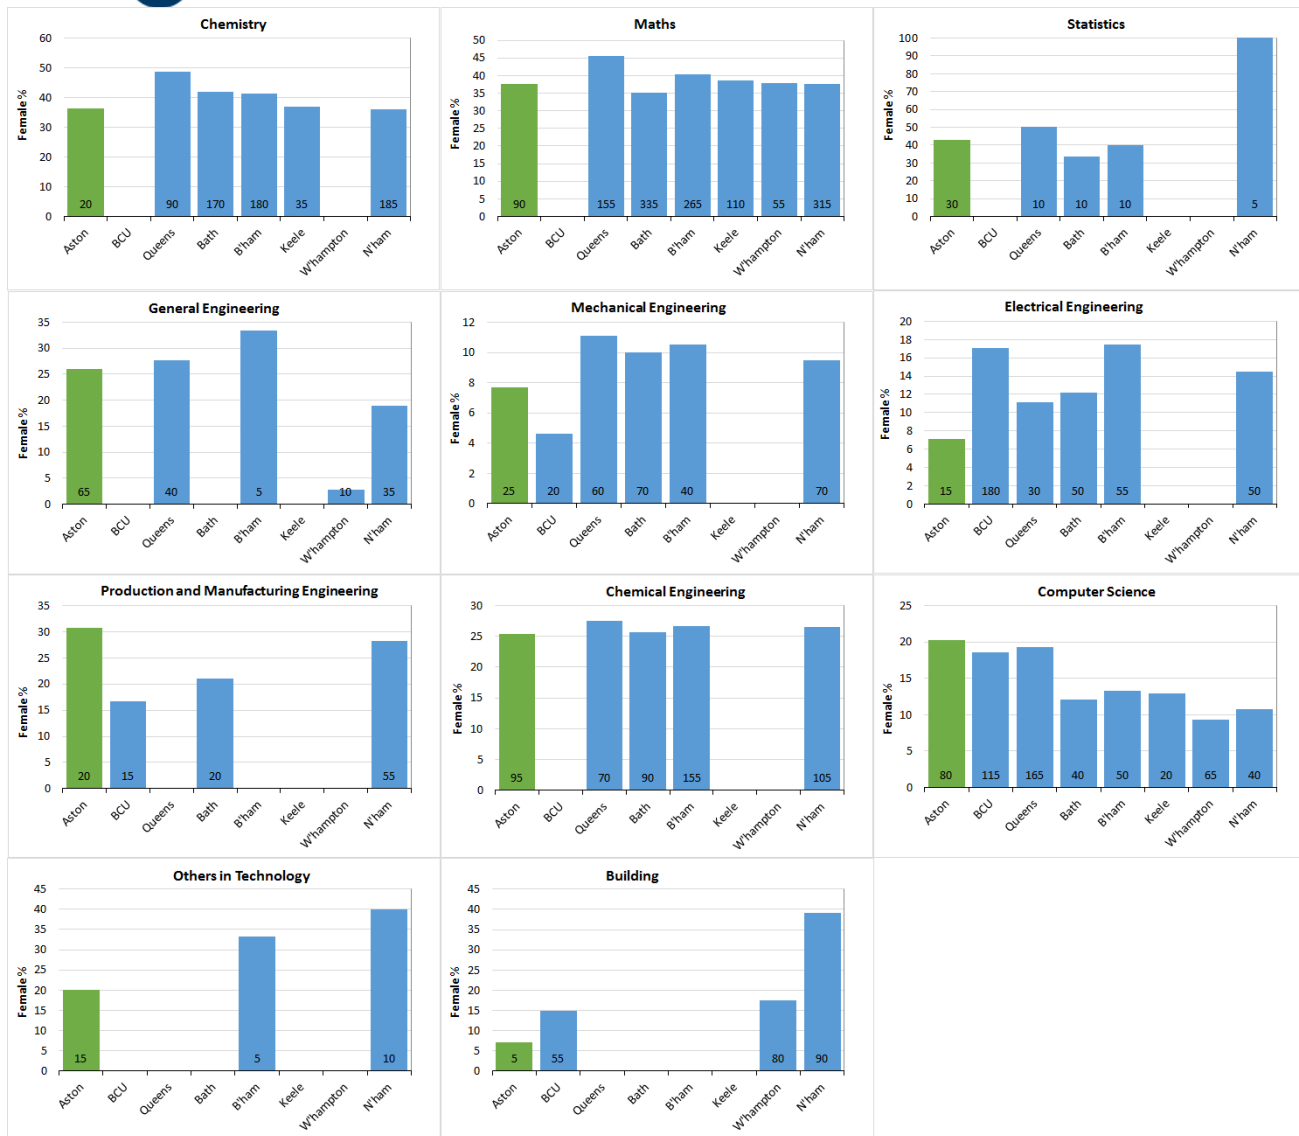 Chemistry
Female %
60
50
40
30
20
10
0
20
90
170
180
35
185
Aston
BCU
Queens
Bath
B'ham
Keele
W'hampton
N'ham
Maths
Female %
50
45
40
35
30
25
20
15
10
5
0
90
155
335
265
110
55
315
Aston
BCU
Queens
Bath
B'ham
Keele
W'hampton
N'ham
Statistics
Female %
100
90
80
70
60
50
40
30
20
10
0
30
10
10
10
5
Aston
BCU
Queens
Bath
B'ham
Keele
W'hampton
N'ham
General Engineering
Female %
35
30
25
20
15
10
5
0
65
40
5
10
35
Aston
BCU
Queens
Bath
B'ham
Keele
W'hampton
N'ham
Mechanical Engineering
Female %
12
10
8
6
4
2
0
25
20
60
70
40
70
Aston
BCU
Queens
Bath
B'ham
Keele
W'hampton
N'ham
Electrical Engineering
Female %
20
18
16
14
12
10
8
6
4
2
0
15
180
30
50
55
50
Aston
BCU
Queens
Bath
B'ham
Keele
W'hampton
N'ham
Production and Manufacturing Engineering
Female %
35
30
25
20
15
10
5
0
20
15
20
55
Aston
BCU
Queens
Bath
B'ham
Keele
W'hampton
N'ham
Chemical Engineering
Female %
30
25
20
15
10
5
0
95
70
90
155
105
Aston
BCU
Queens
Bath
B'ham
Keele
W'hampton
N'ham
Computer Science
Female %
25
20
15
10
5
0
80
115
165
40
50
20
65
40
Aston
BCU
Queens
Bath
B'ham
Keele
W'hampton
N'ham
Others in Technology
Female %
45
40
35
30
25
20
15
10
5
0
15
5
10
Aston
BCU
Queens
Bath
B'ham
Keele
W'hampton
N'ham
Building
Female %
45
40
35
30
25
20
15
10
5
0
5
55
80
90
Aston
BCU
Queens
Bath
B'ham
Keele
W'hampton
N'ham